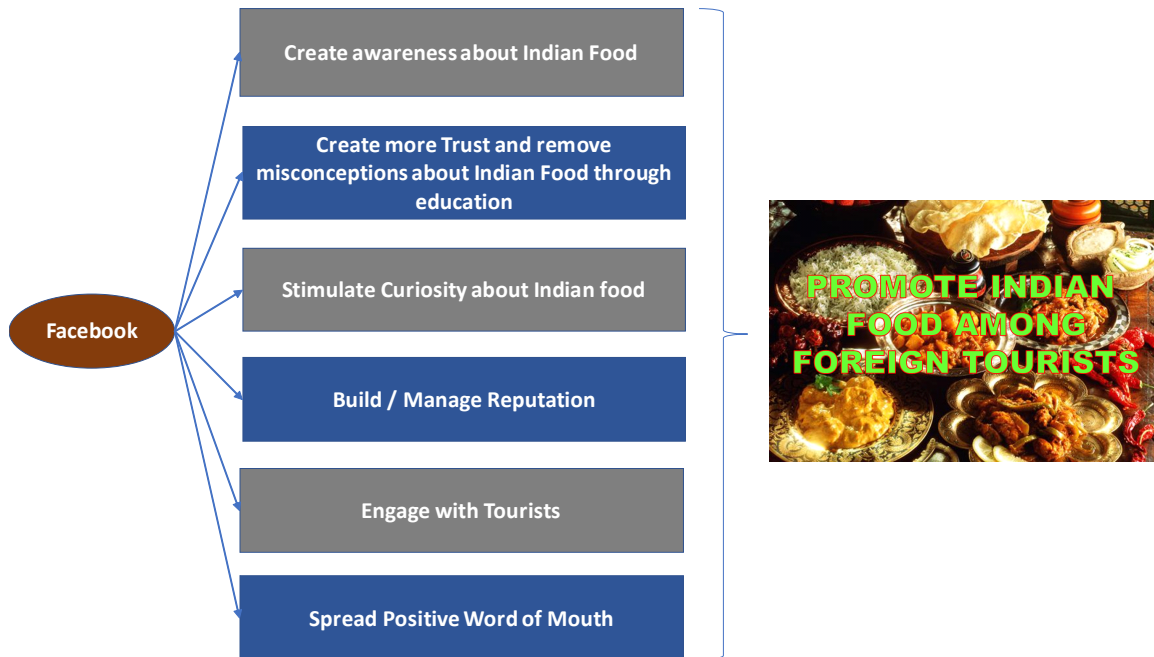 Create awareness about Indian Food
Create more Trust and remove
misconceptions about Indian Food through
education
Stimulate Curiosity about Indian food
Facebook
Build / Manage Reputation
Engage with Tourists
Spread Positive Word of Mouth
PROMOTE INDIAN
FOOD AMONG
FOREIGN TOURISTS